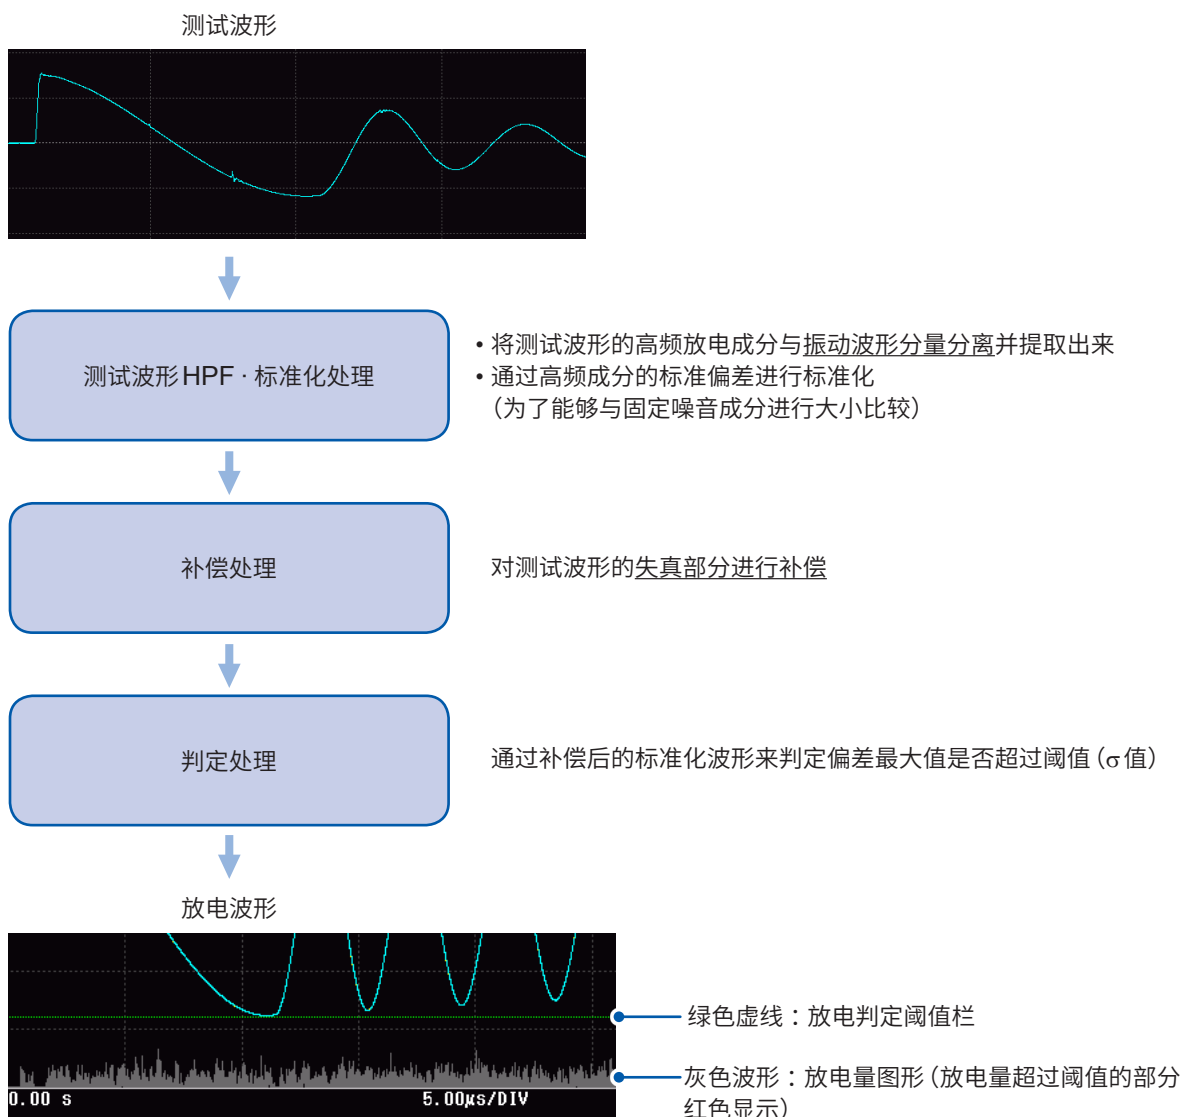 测试波形
测试波形HPF · 标准化处理
• 将测试波形的高频放电成分与振动波形分量分离并提取出来
• 通过高频成分的标准偏差进行标准化
（为了能够与固定噪音成分进行大小比较）
补偿处理
对测试波形的失真部分进行补偿
判定处理
通过补偿后的标准化波形来判定偏差最大值是否超过阈值（σ值）
放电波形
绿色虚线：放电判定阈值栏
灰色波形：放电量图形（放电量超过阈值的部分
红色显示）
0.00 s 5.00μs/DIV